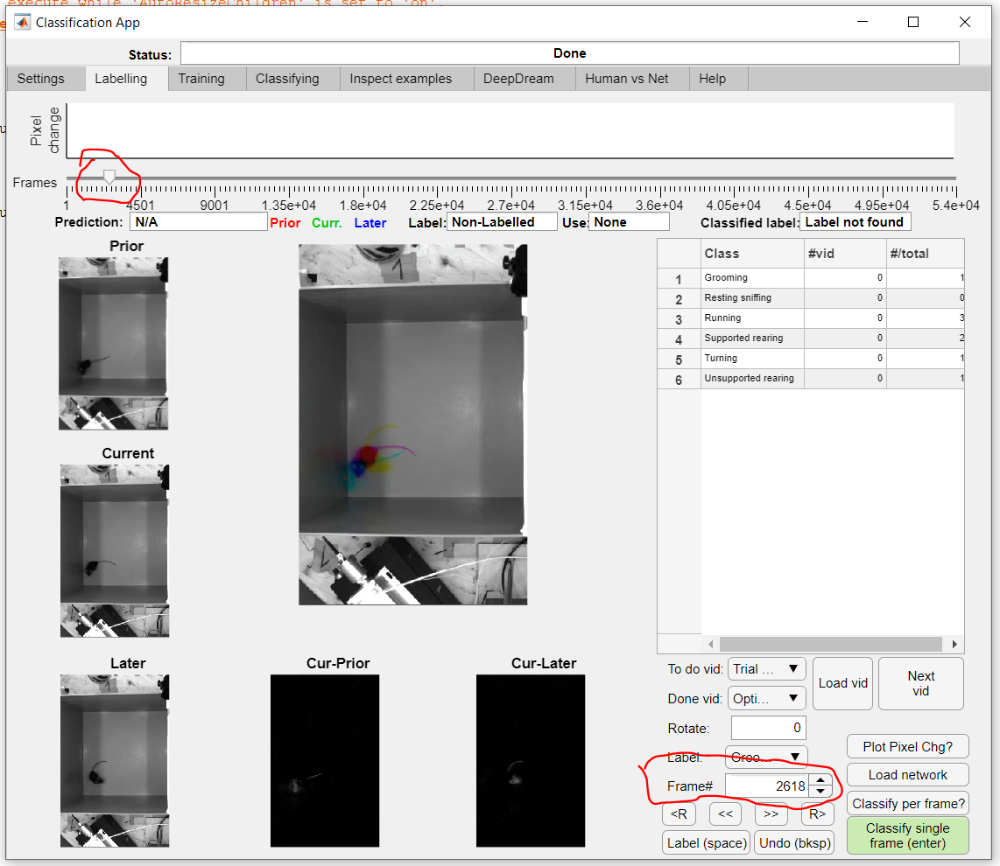 execute while 'AutoResizeChildren' is set to 'on'.
Classification App
Status: Done
Settings Labelling Training Classifying Inspect examples DeepDream Human vs Net Help
Pixel
change
Frames
1 4501 9001 1.35e+04 1.8e+04 2.25e+04 2.7e+04 3.15e+04 3.6e+04 4.05e+04 4.5e+04 4.95e+04 5.4e+04
Prediction: N/A Prior Curr. Later Label: Non-Labelled Use: None Classified label: Label not found
Prior
Class #vid #/total
1 Grooming 0 1
2 Resting sniffing 0 0
3 Running 0 3
4 Supported rearing 0 2
5 Turning 0 1
6 Unsupported rearing 0 1
Current
Later Cur-Prior Cur-Later
To do vid: Trial ... Load vid Next
vid
Done vid: Opti...
Rotate: 0
Label: Groo... Plot Pixel Chg?
Frame# 2618 Load network
<R << >> R> Classify per frame?
Label (space) Undo (bksp) Classify single
frame (enter)